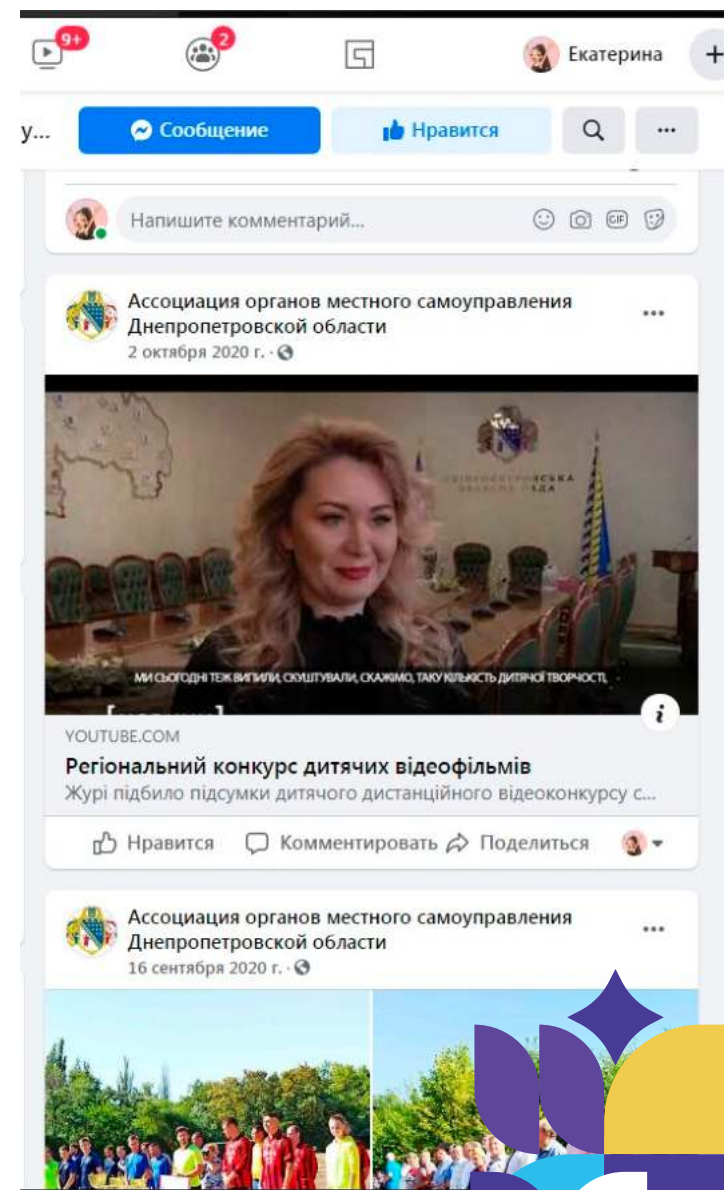 9+
2
Екатерина
у...
Сообщение
Нравится
Напишите комментарий...
GIF
Ассоциация органов местного самоуправления
Днепропетровской области
2 октября 2020 г.
РАДА
МИ СЬОГОДНІ ТЕЖ ВИПИЛИ, СКУШТУВАЛИ, СКАЖІМО, ТАКУ КІЛЬКІСТЬ ДИТЯЧОЇ ТВОРЧОСТІ,
YOUTUBE.COM
Регіональний конкурс дитячих відеофільмів
Журі підбило підсумки дитячого дистанційного відеоконкурсу с...
Нравится
Комментировать
Поделиться
Ассоциация органов местного самоуправления
Днепропетровской области
16 сентября 2020 г.